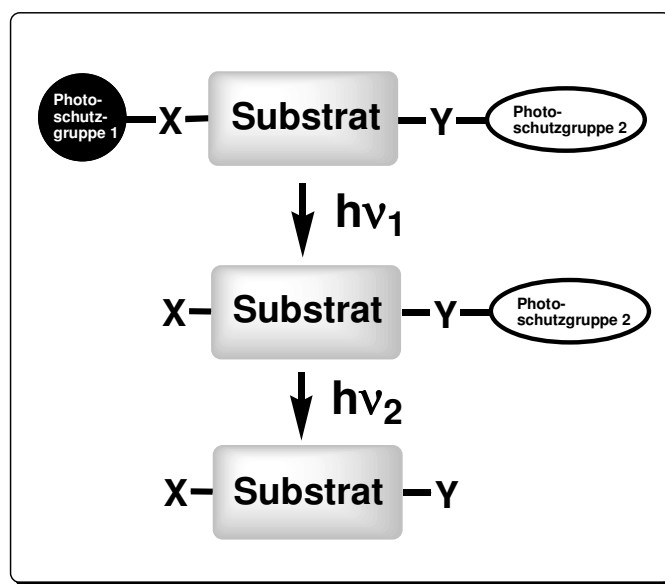 Photo-
schutz-
gruppe 1
X Substrat Y Photo-
schutzgruppe 2
hν1
X Substrat Y Photo-
schutzgruppe 2
hν2
X Substrat Y